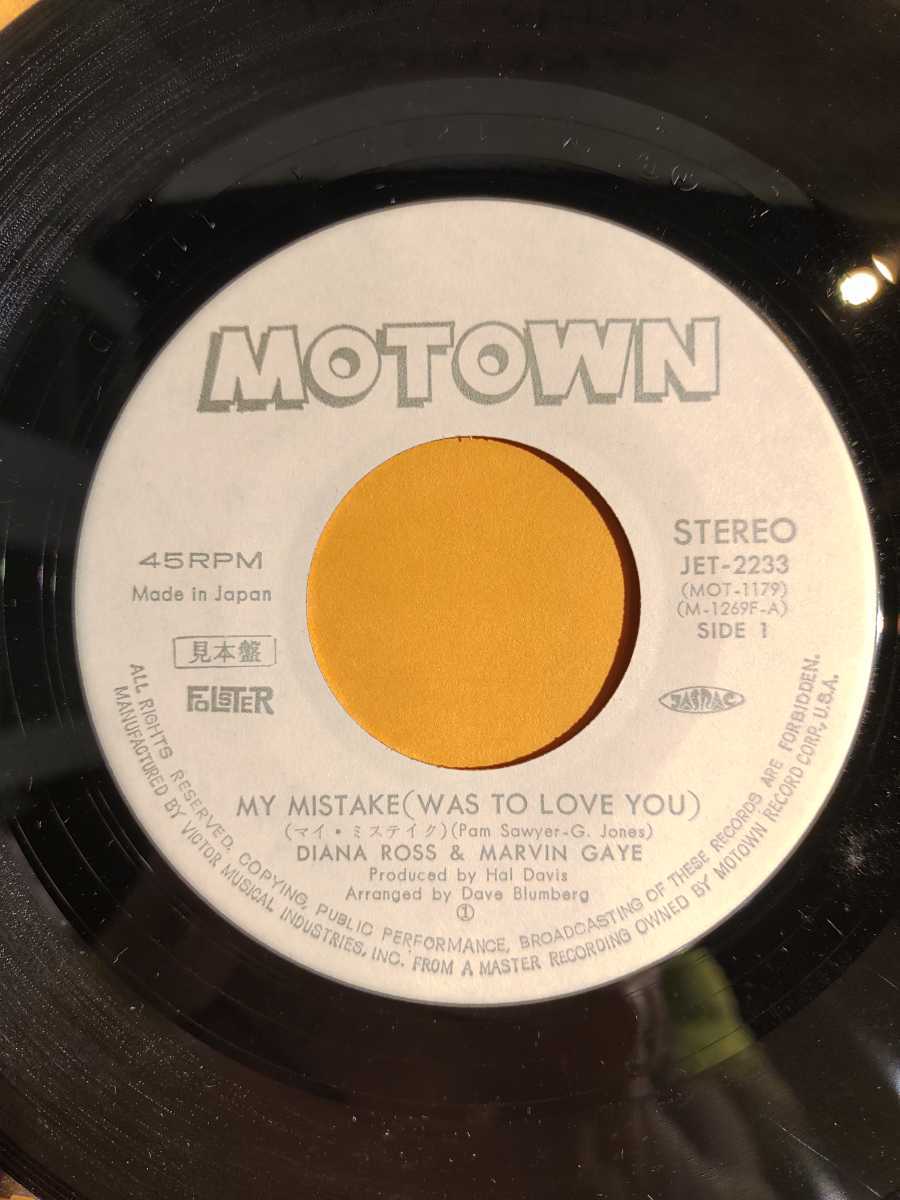 MOTOWN
45RPM
Made in Japan
見本盤
FOLSTER
STEREO
JET-2233
(MOT-1179)
(M-1269F-A)
SIDE 1
JASRAC
MY MISTAKE(WAS TO LOVE YOU)
(マイ・ミステイク)(Pam Sawyer-G. Jones)
DIANA ROSS & MARVIN GAYE
Produced by Hal Davis
Arranged by Dave Blumberg
①
ALL RIGHTS RESERVED. COPYING, PUBLIC PERFORMANCE, BROADCASTING OF THESE RECORDS ARE FORBIDDEN.
MANUFACTURED BY VICTOR MUSICAL INDUSTRIES, INC. FROM A MASTER RECORDING OWNED BY MOTOWN RECORD CORP., U.S.A.